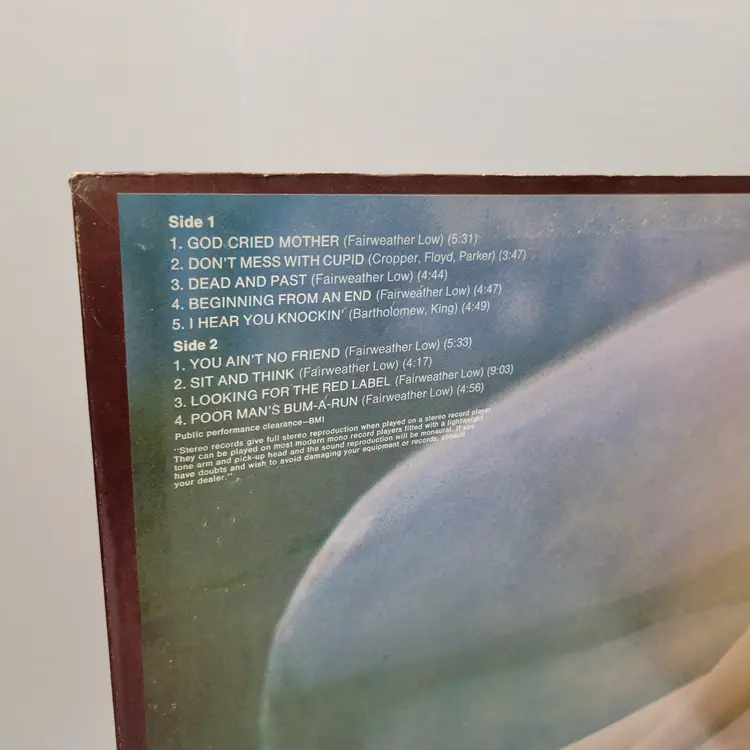 Side 1
1. GOD CRIED MOTHER (Fairweather Low) (5:31)
2. DON'T MESS WITH CUPID (Cropper, Floyd, Parker) (3:47)
3. DEAD AND PAST (Fairweather Low) (4:44)
4. BEGINNING FROM AN END (Fairweather Low) (4:47)
5. I HEAR YOU KNOCKIN' (Bartholomew, King) (4:49)
Side 2
1. YOU AIN'T NO FRIEND (Fairweather Low) (5:33)
2. SIT AND THINK (Fairweather Low) (4:17)
3. LOOKING FOR THE RED LABEL (Fairweather Low) (9:03)
4. POOR MAN'S BUM-A-RUN (Fairweather Low) (4:56)
Public performance clearance—BMI
"Stereo records give full stereo reproduction when played on a stereo record player
They can be played on most modern mono record players fitted with a lightweight
tone arm and pick-up head and the sound reproduction will be monaural. If you
have doubts and wish to avoid damaging your equipment or records, consult
your dealer."